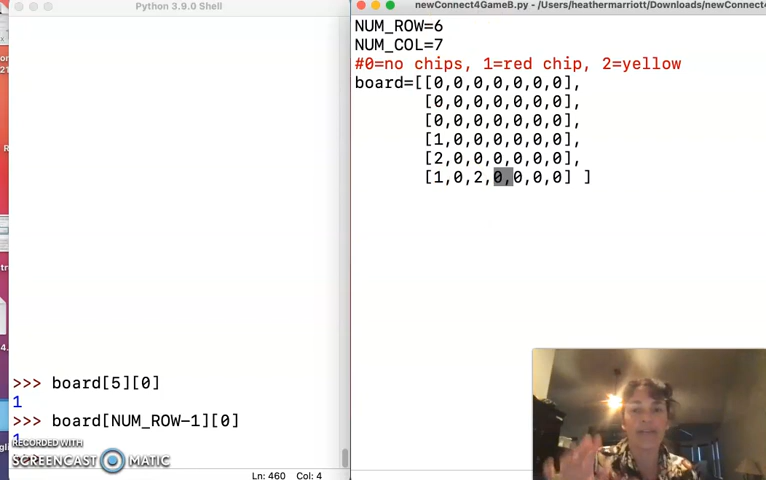 Python 3.9.0 Shell
>>> board[5][0]
1
>>> board[NUM_ROW-1][0]
1
RECORDED WITH
SCREENCAST MATIC
Ln: 460 Col: 4
newConnect4GameB.py - /Users/heathermarriott/Downloads/newConnect4
NUM_ROW=6
NUM_COL=7
#0=no chips, 1=red chip, 2=yellow
board=[[0,0,0,0,0,0,0],
[0,0,0,0,0,0,0],
[0,0,0,0,0,0,0],
[1,0,0,0,0,0,0],
[2,0,0,0,0,0,0],
[1,0,2,0,0,0,0] ]